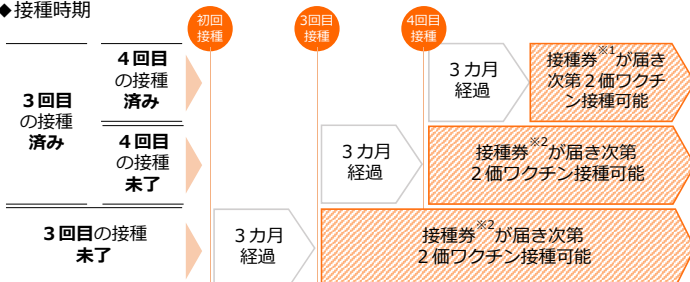 ◆接種時期
初回
接種
3回目
接種
4回目
接種
3回目
の接種
済み
4回目
の接種
済み
3カ月
経過
接種券※1が届き
次第2価ワクチ
ン接種可能
4回目
の接種
未了
3カ月
経過
接種券※2が届き次第
2価ワクチン接種可能
3回目の接種
未了
3カ月
経過
接種券※2が届き次第
2価ワクチン接種可能